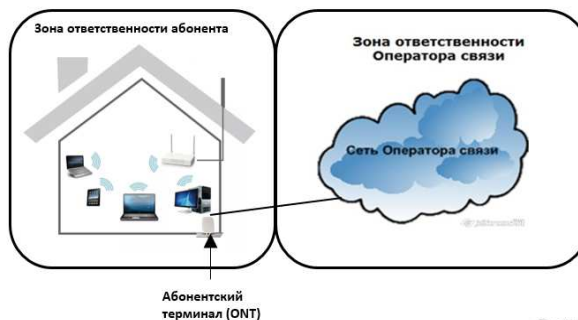 Зона ответственности абонента
Зона ответственности
Оператора связи
Сеть Оператора связи
Абонентский
терминал (ONT)